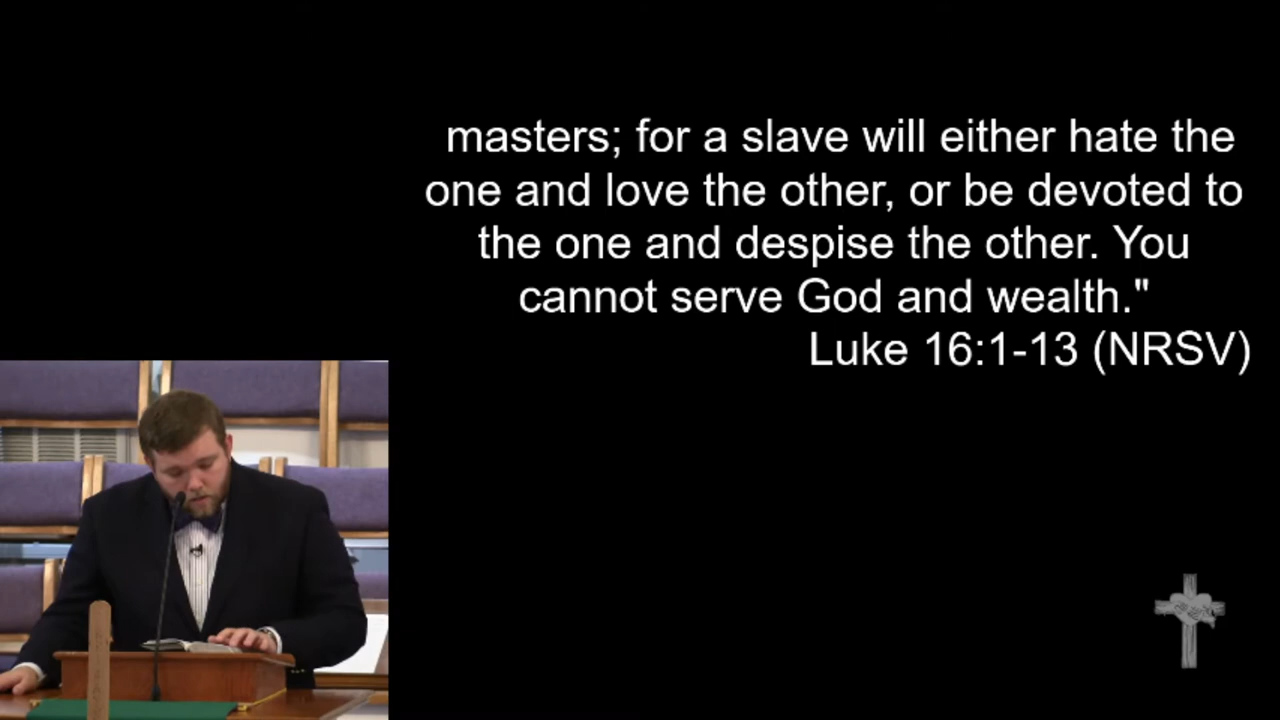 masters; for a slave will either hate the
one and love the other, or be devoted to
the one and despise the other. You
cannot serve God and wealth."
Luke 16:1-13 (NRSV)